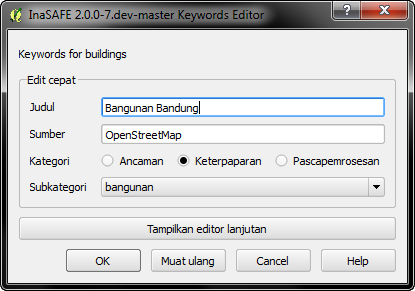 InaSAFE 2.0.0-7.dev-master Keywords Editor
Keywords for buildings
Edit cepat
Judul Bangunan Bandung
Sumber OpenStreetMap
Kategori Ancaman Keterpaparan Pascapemrosesan
Subkategori bangunan
Tampilkan editor lanjutan
OK Muat ulang Cancel Help